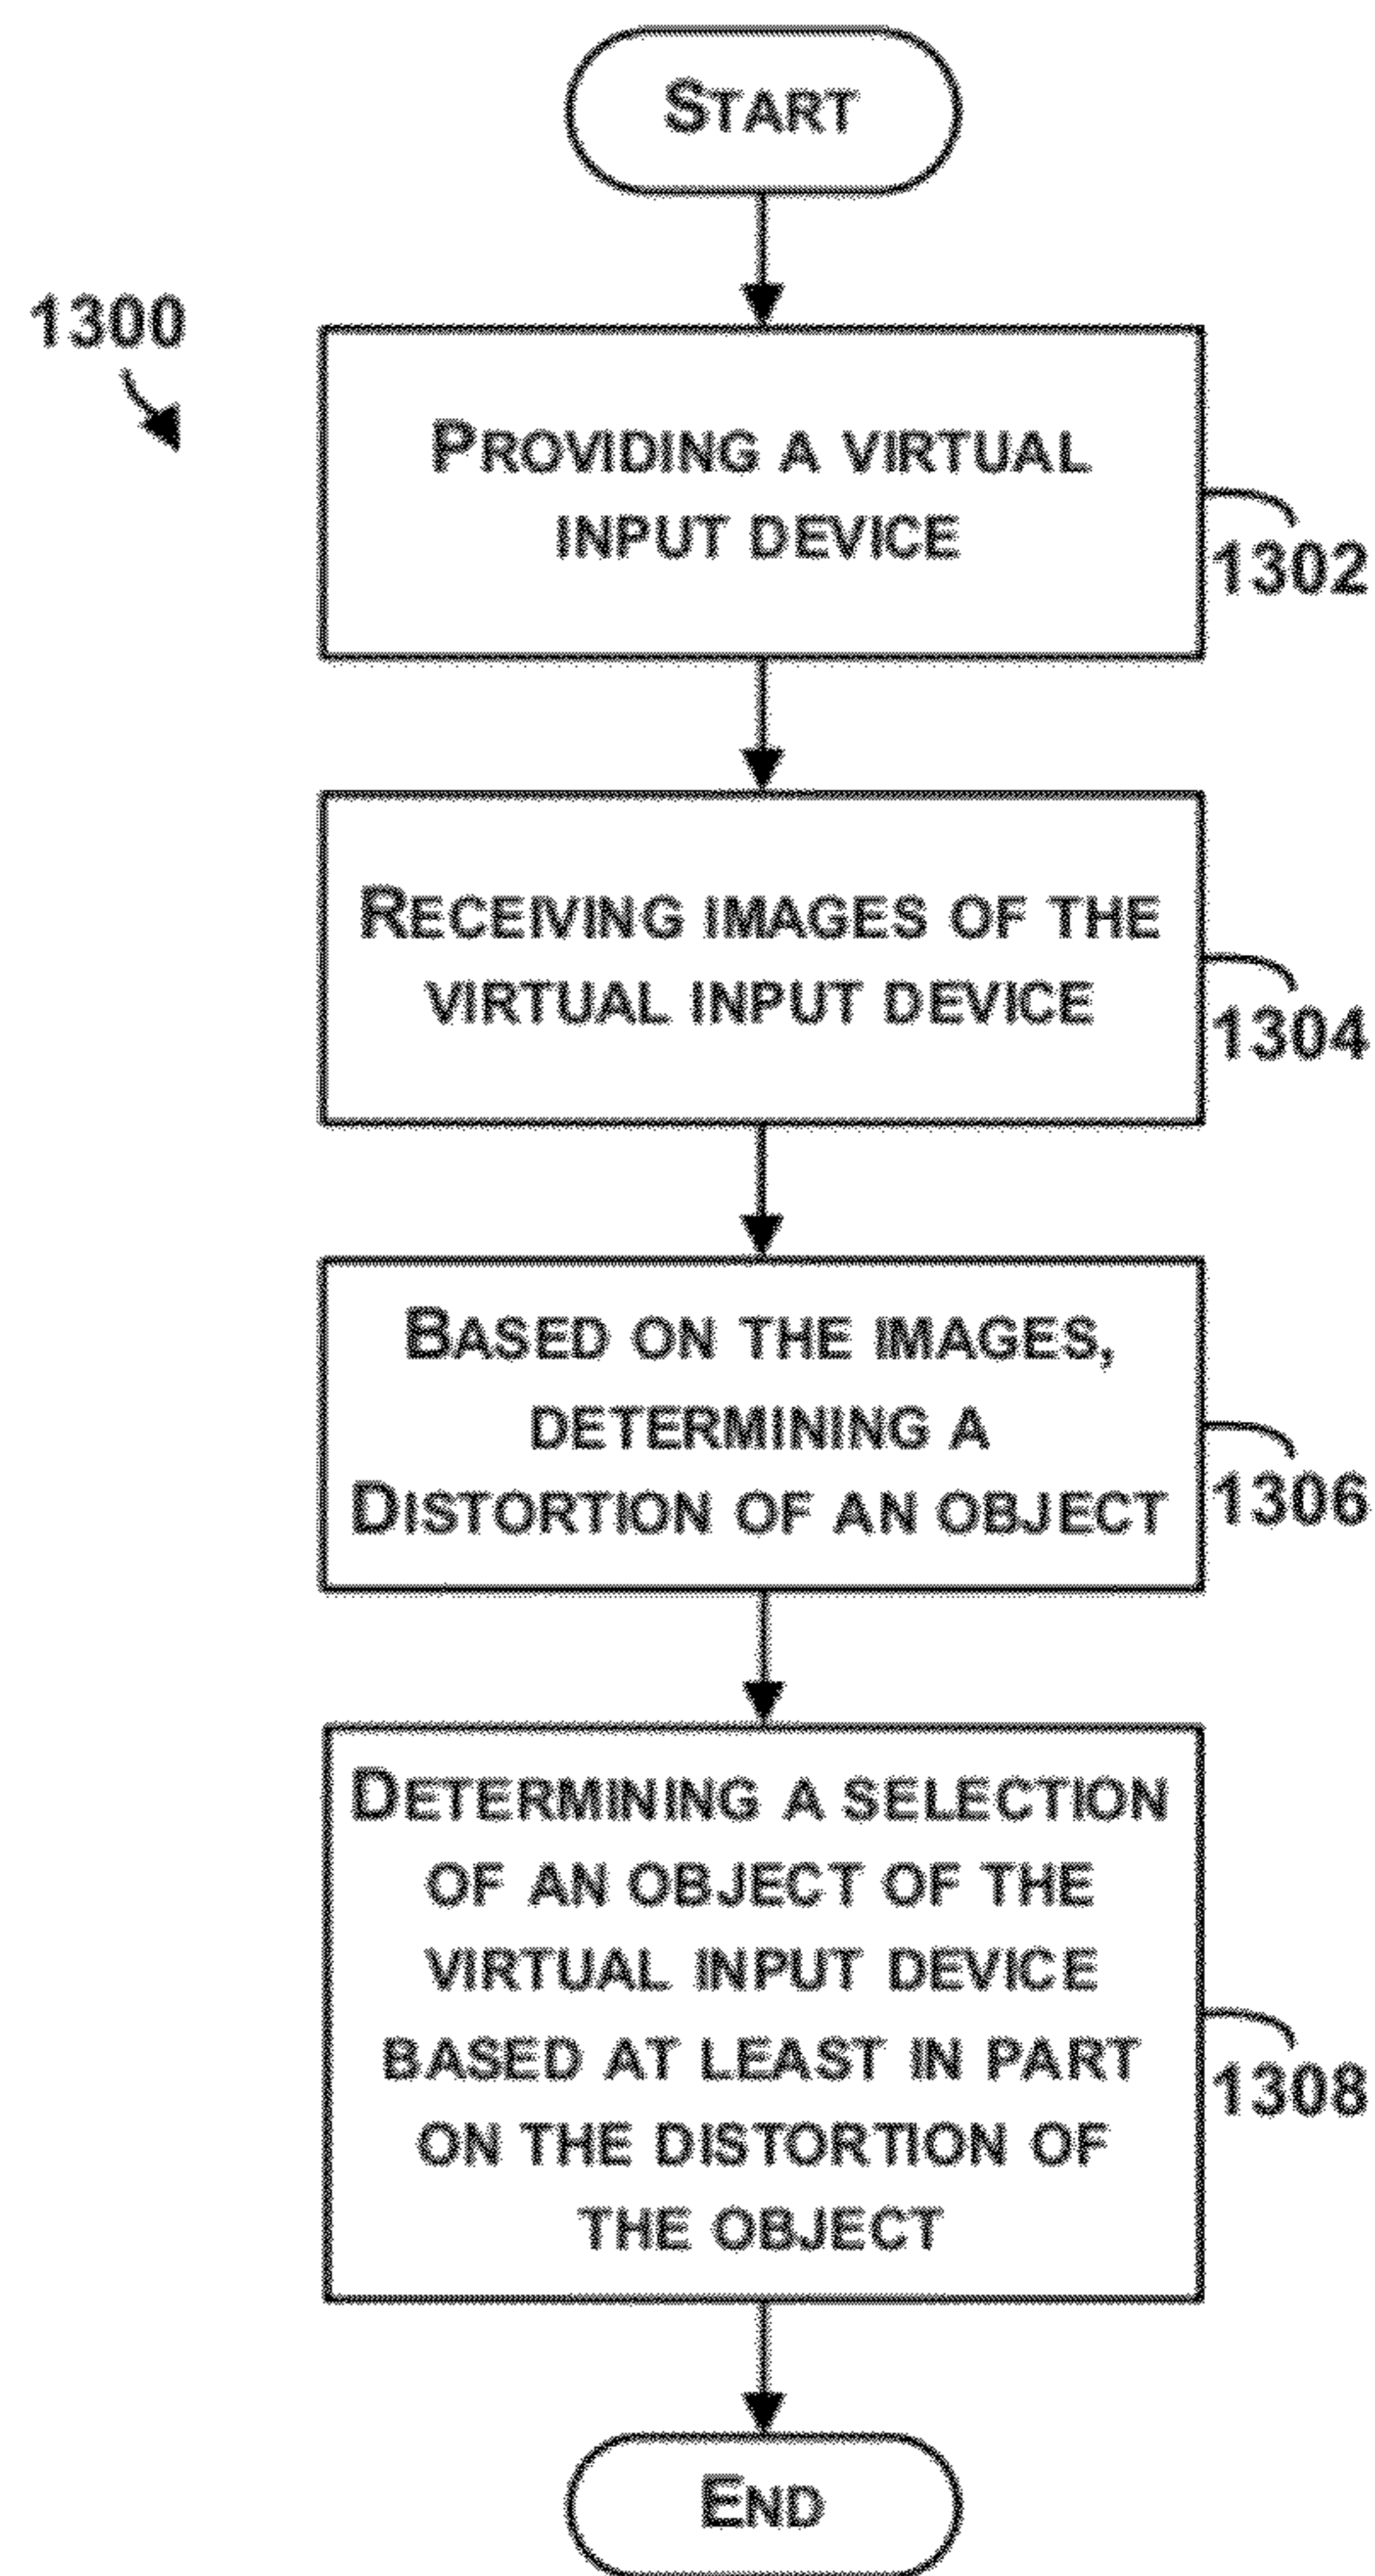 START
1300
PROVIDING A VIRTUAL
INPUT DEVICE
1302
RECEIVING IMAGES OF THE
VIRTUAL INPUT DEVICE
1304
BASED ON THE IMAGES,
DETERMINING A
DISTORTION OF AN OBJECT
1306
DETERMINING A SELECTION
OF AN OBJECT OF THE
VIRTUAL INPUT DEVICE
BASED AT LEAST IN PART
ON THE DISTORTION OF
THE OBJECT
1308
END